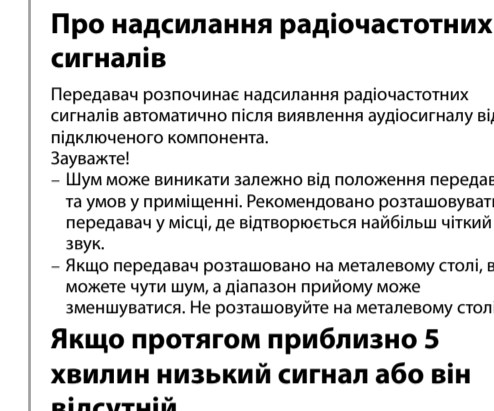 Про надсилання радіочастотних
сигналів
Передавач розпочинає надсилання радіочастотних
сигналів автоматично після виявлення аудіосигналу від
підключеного компонента.
Зауважте!
– Шум може виникати залежно від положення
та умов у приміщенні. Рекомендовано
передавач у місці, де відтворюється найбільш чіткий
звук.
– Якщо передавач розташовано на металевому столі,
можете чути шум, а діапазон прийому може
зменшуватися. Не розташовуйте на металевому
Якщо протягом приблизно 5
хвилин низький сигнал або він
відсутній